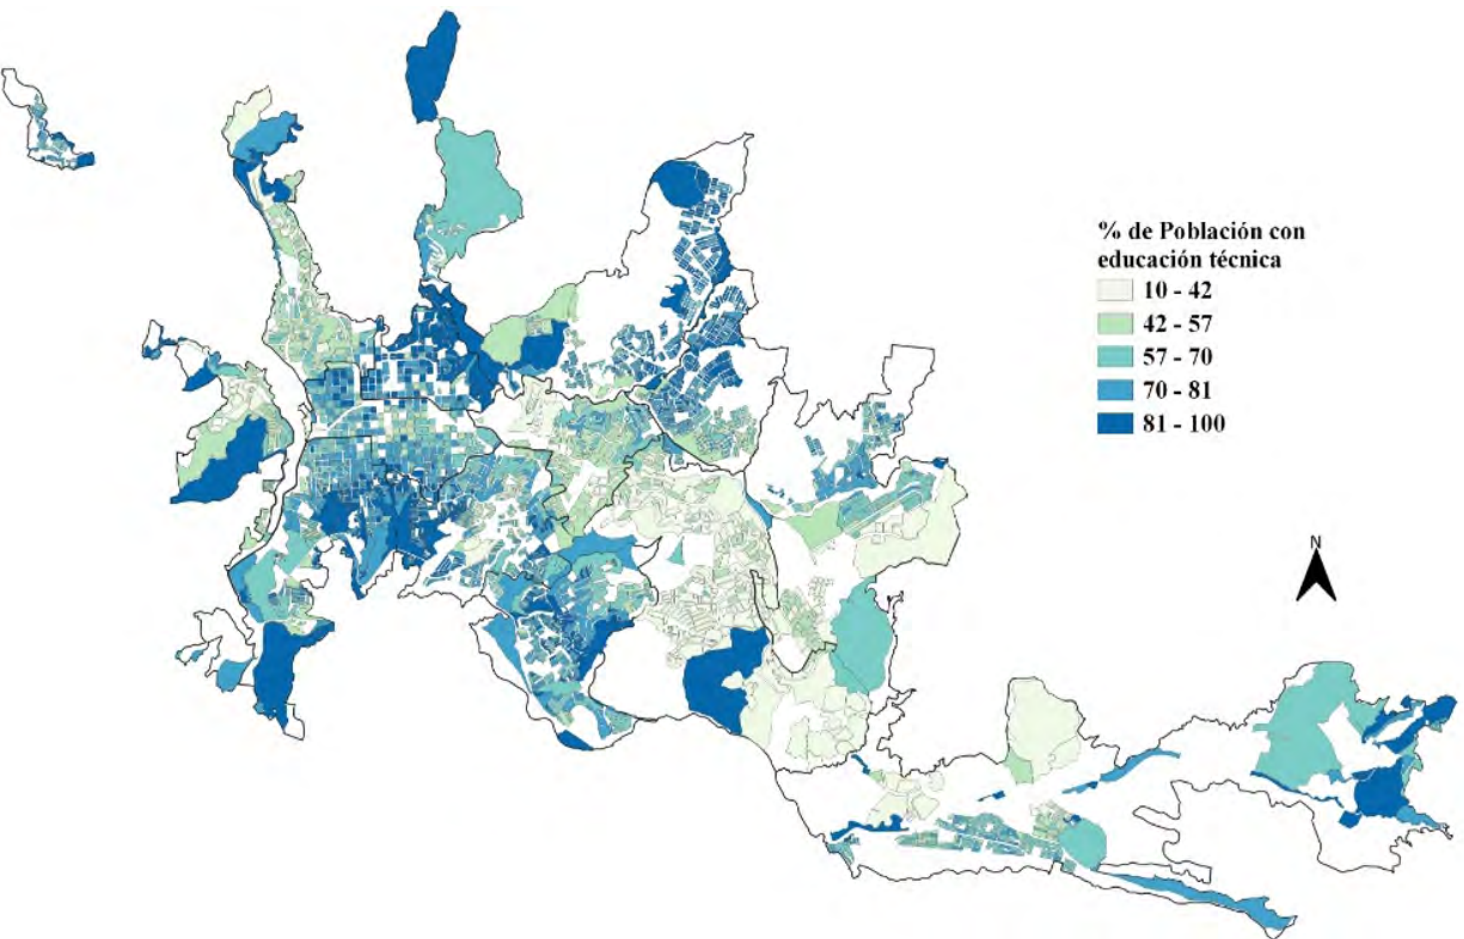 % de Población con
educación técnica
10 - 42
42 - 57
57 - 70
70 - 81
81 - 100
N